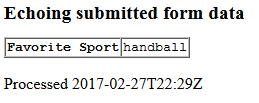 Echoing submitted form data
Favorite Sport handball
Processed 2017-02-27T22:29Z